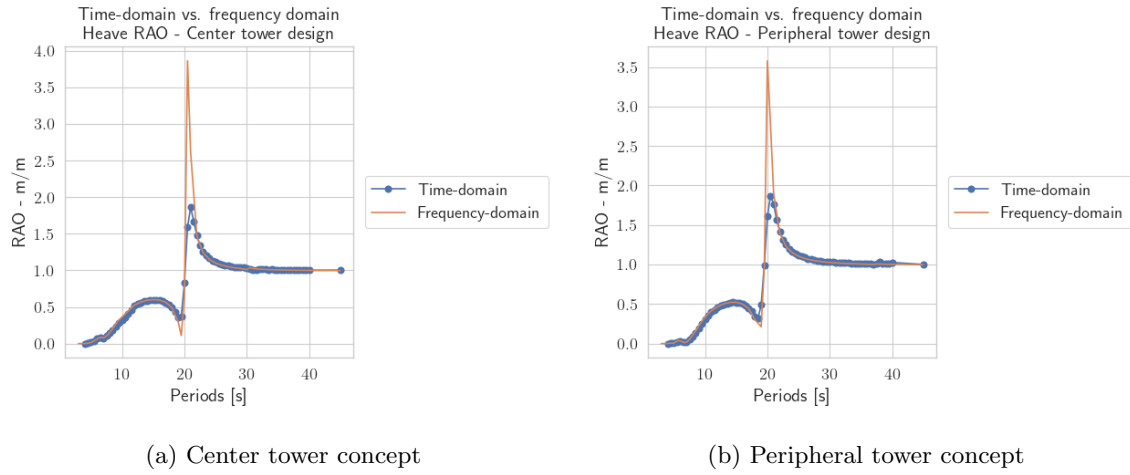 Time-domain vs. frequency domain
Heave RAO - Center tower design
4.0
3.5
3.0
2.5
2.0
1.5
1.0
0.5
0.0
RAO - m/m
10
20
30
40
Periods [s]
Time-domain
Frequency-domain
(a) Center tower concept
Time-domain vs. frequency domain
Heave RAO - Peripheral tower design
3.5
3.0
2.5
2.0
1.5
1.0
0.5
0.0
RAO - m/m
10
20
30
40
Periods [s]
Time-domain
Frequency-domain
(b) Peripheral tower concept